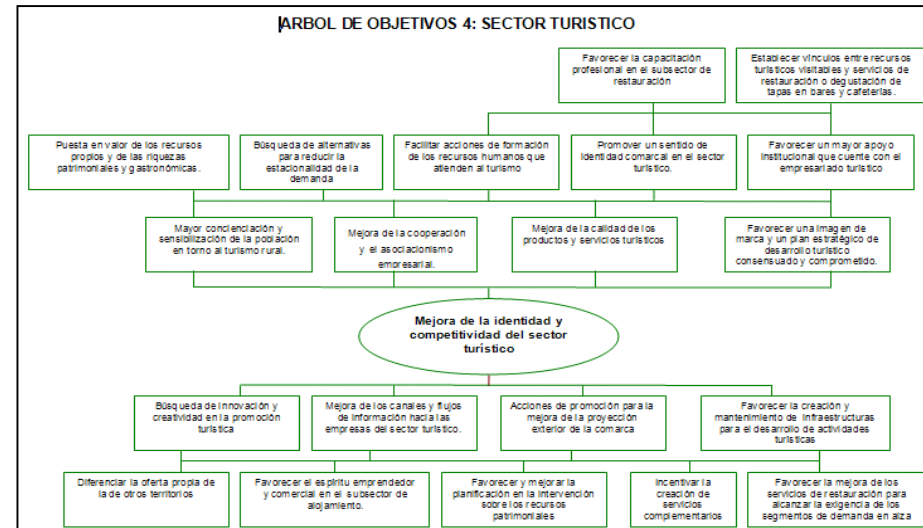 ARBOL DE OBJETIVOS 4: SECTOR TURISTICO
Favorecer la capacitación
profesional en el subsector de
restauración
Establecer vínculos entre recursos
turísticos visitables y servicios de
restauración o degustación de
tapas en bares y cafeterías.
Puesta en valor de los recursos
propios y de las riquezas
patrimoniales y gastronómicas.
Búsqueda de alternativas
para reducir la
estacionalidad de la
demanda
Facilitar acciones de formación
de los recursos humanos que
atienden al turismo
Promover un sentido de
identidad comarcal en el sector
turístico.
Favorecer un mayor apoyo
institucional que cuente con el
empresariado turístico
Mayor concienciación y
sensibilización de la población
en torno al turismo rural.
Mejora de la cooperación
y el asociacionismo
empresarial.
Mejora de la calidad de los
productos y servicios turísticos
Favorecer una imagen de
marca y un plan estratégico de
desarrollo turístico
consensuado y comprometido.
Mejora de la identidad y
competitividad del sector
turístico
Búsqueda de innovación y
creatividad en la promoción
turística
Mejora de los canales y flujos
de información hacia las
empresas del sector turístico.
Acciones de promoción para la
mejora de la proyección
exterior de la comarca
Favorecer la creación y
mantenimiento de infraestructuras
para el desarrollo de actividades
turísticas
Diferenciar la oferta propia de
la de otros territorios
Favorecer el espíritu emprendedor
y comercial en el subsector de
alojamiento.
Favorecer y mejorar la
planificación en la intervención
sobre los recursos
patrimoniales
Incentivar la
creación de
servicios
complementarios
Favorecer la mejora de los
servicios de restauración para
alcanzar la exigencia de los
segmentos de demanda en alza